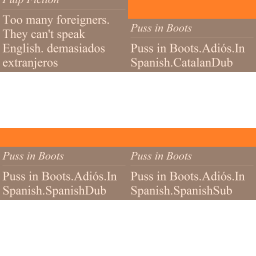 Pulp Fiction
Too many foreigners.
They can't speak
English. demasiados
extranjeros
Puss in Boots
Puss in Boots.Adiós.In
Spanish.CatalanDub
Puss in Boots
Puss in Boots.Adiós.In
Spanish.SpanishDub
Puss in Boots
Puss in Boots.Adiós.In
Spanish.SpanishSub